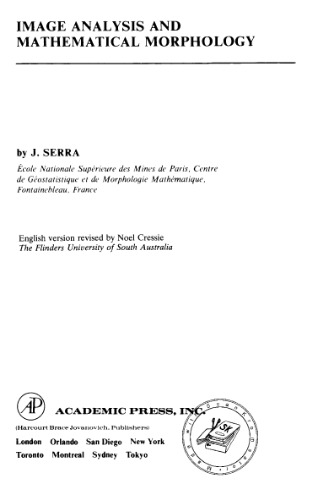 IMAGE ANALYSIS AND
MATHEMATICAL MORPHOLOGY
by J. SERRA
École Nationale Supérieure des Mines de Paris, Centre
de Géostatistique et de Morphologie Mathématique,
Fontainebleau, France
English version revised by Noel Cressie
The Flinders University of South Australia
AP
ACADEMIC PRESS, INC.
(Harcourt Brace Jovanovich, Publishers)
London Orlando San Diego New York
Toronto Montreal Sydney Tokyo